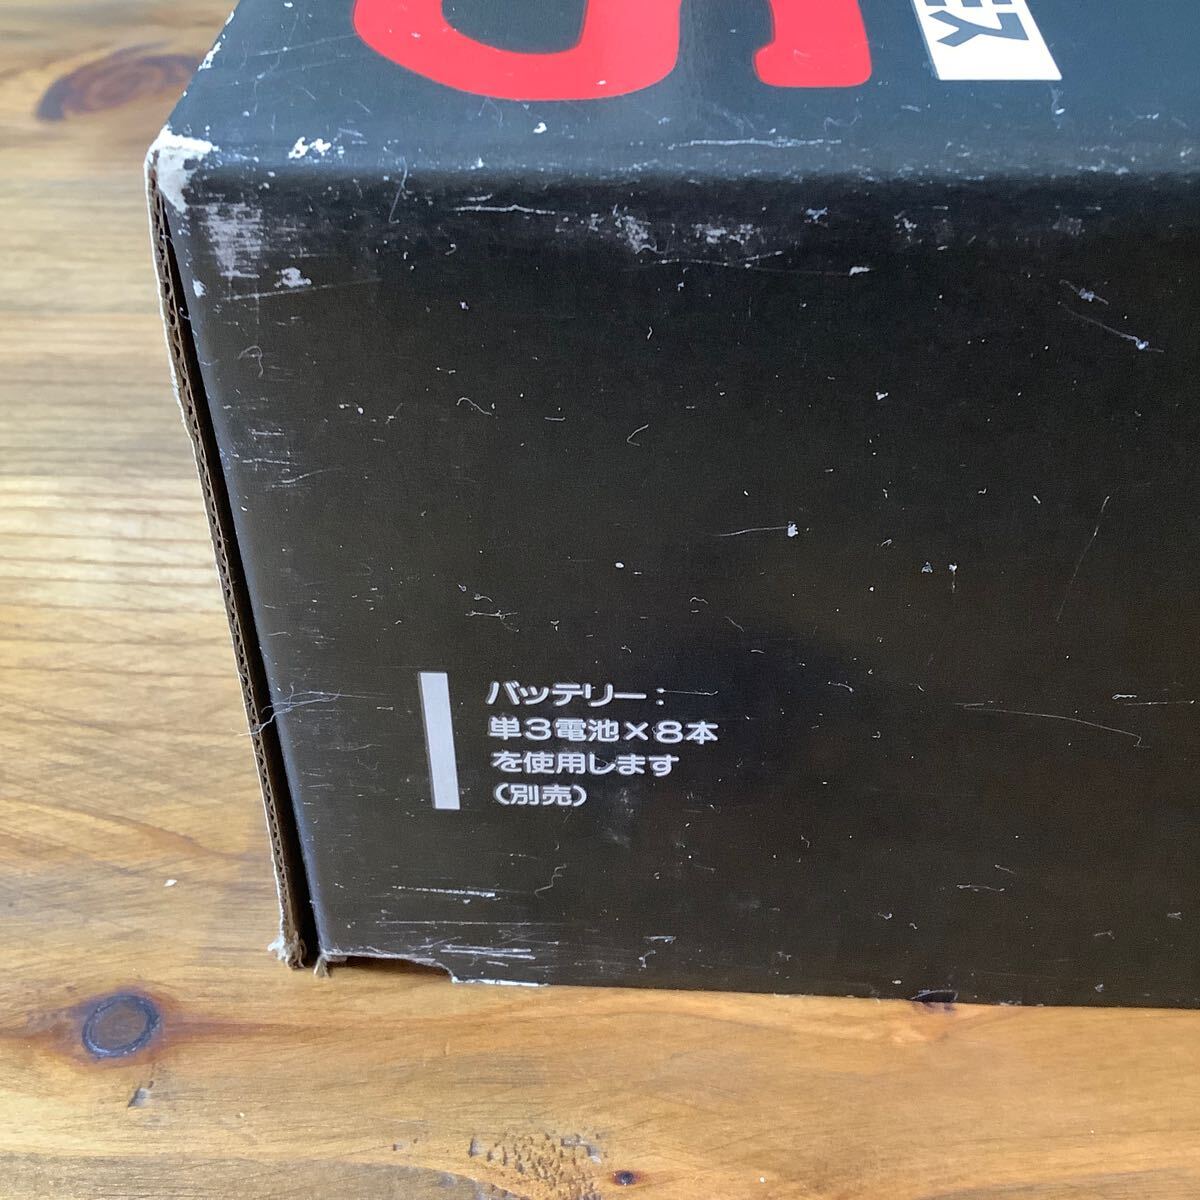 バッテリー：
単3電池×8本
を使用します
(別売)